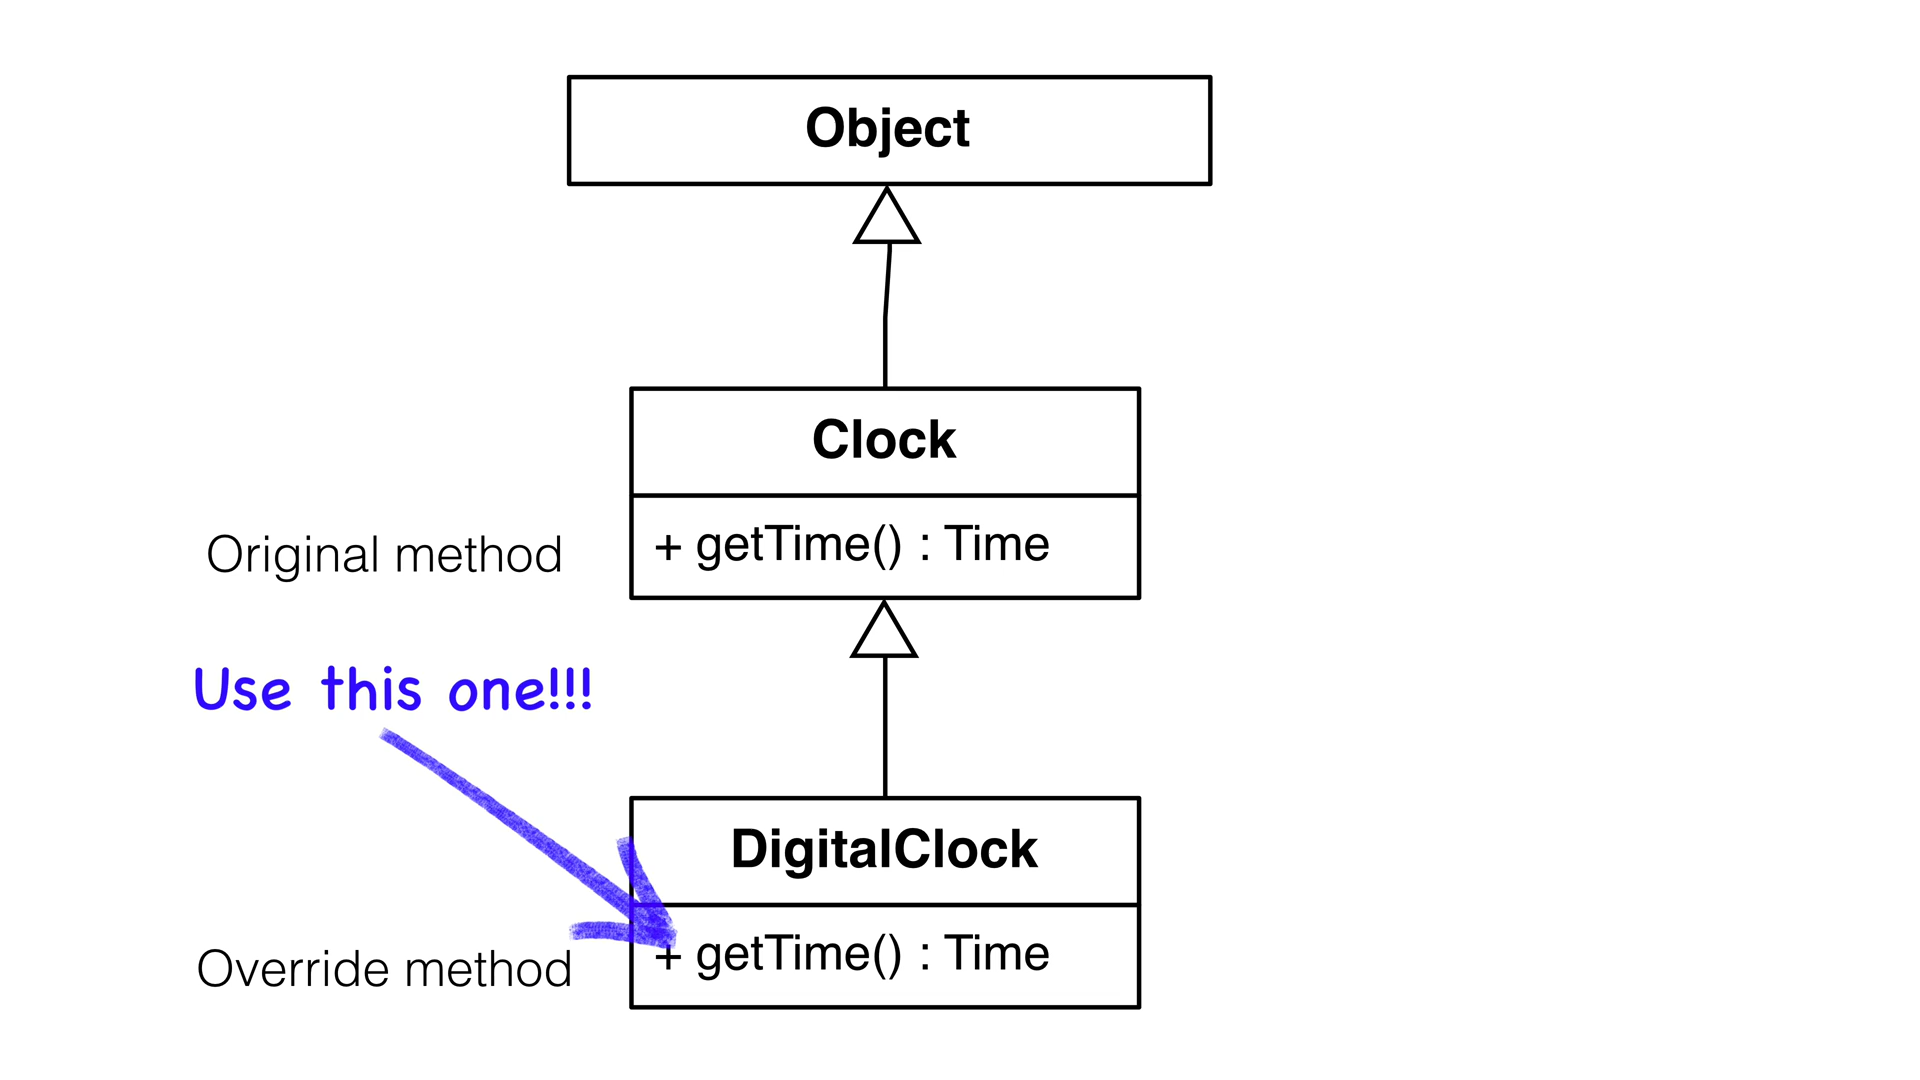 Object
Clock
Original method
+ getTime() : Time
Use this one!!!
DigitalClock
Override method
+ getTime() : Time